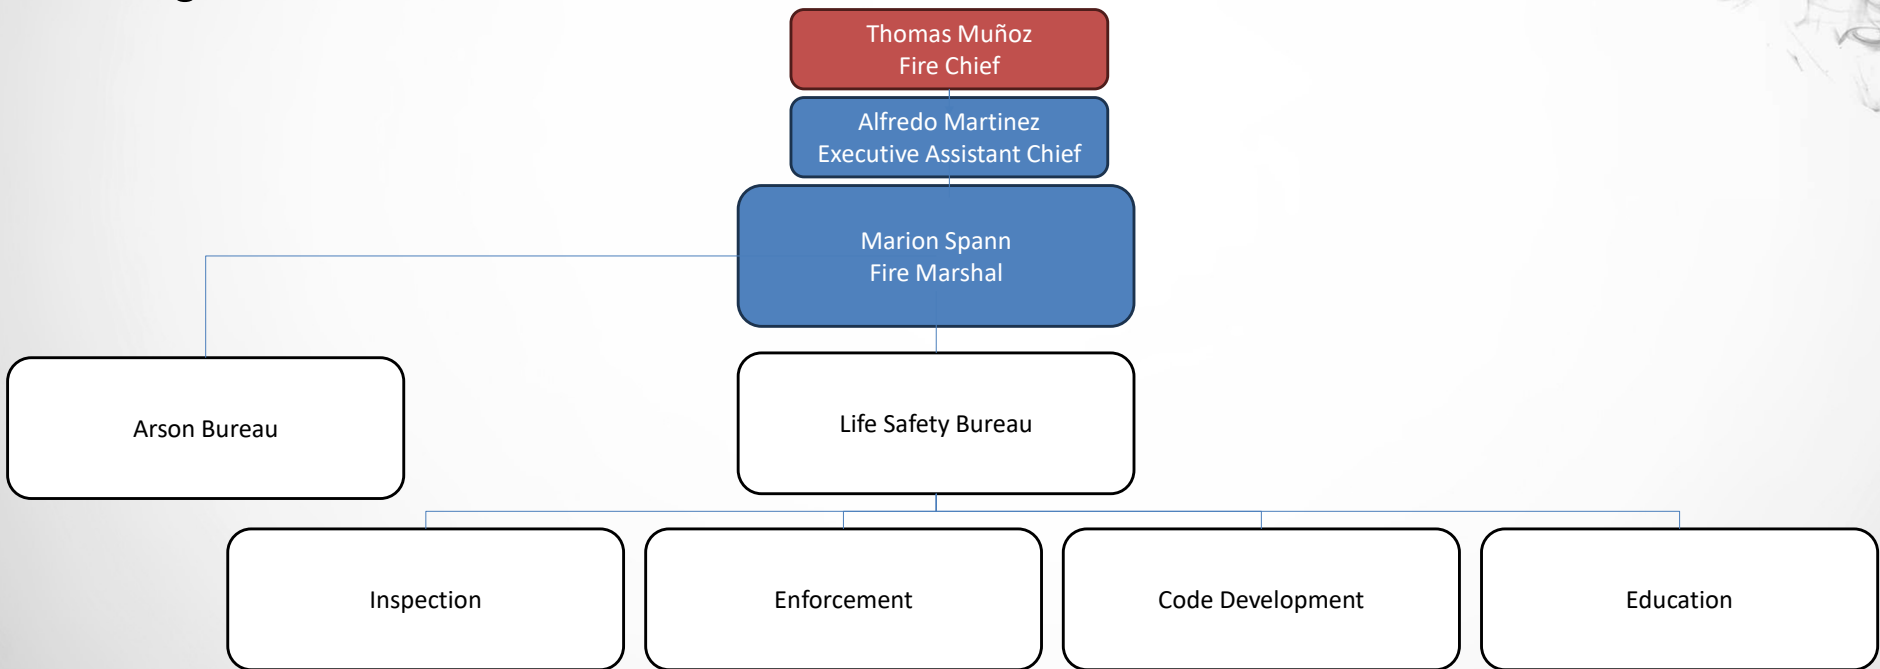 Thomas Muñoz
Fire Chief
Alfredo Martinez
Executive Assistant Chief
Marion Spann
Fire Marshal
Arson Bureau
Life Safety Bureau
Inspection
Enforcement
Code Development
Education